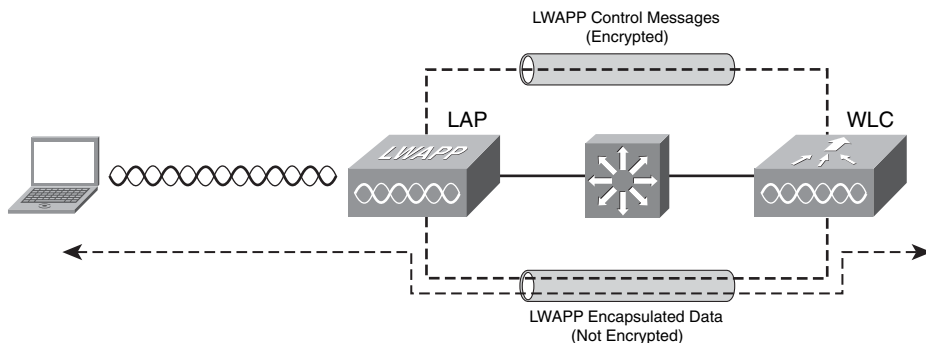 LWAPP Control Messages
(Encrypted)
LAP
WLC
LWAPP
LWAPP Encapsulated Data
(Not Encrypted)